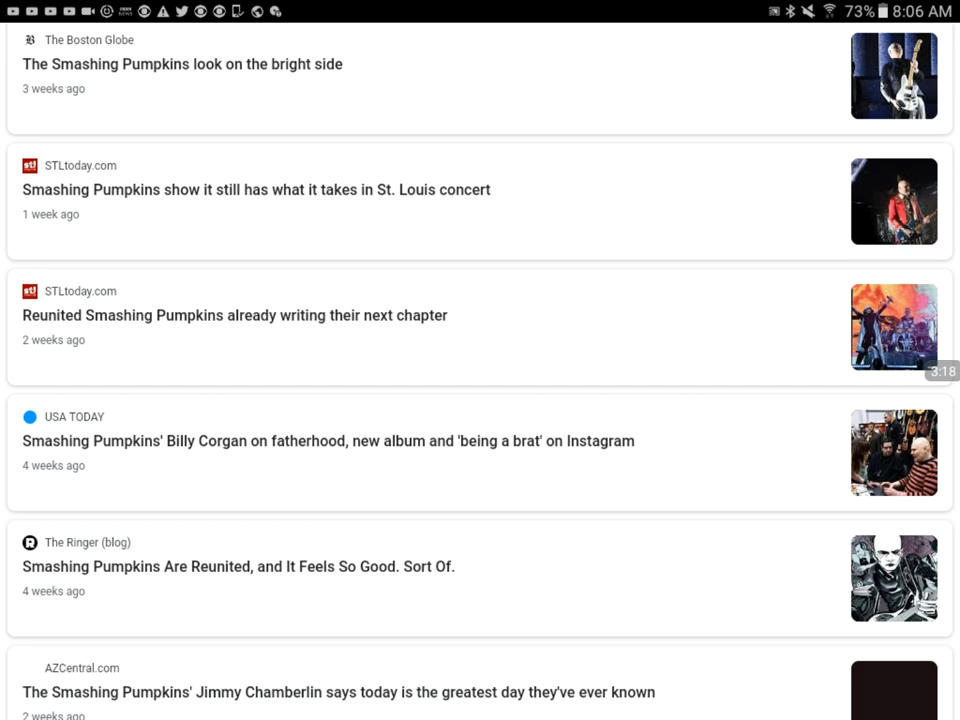 73% 8:06 AM
The Boston Globe
The Smashing Pumpkins look on the bright side
3 weeks ago
STLtoday.com
Smashing Pumpkins show it still has what it takes in St. Louis concert
1 week ago
STLtoday.com
Reunited Smashing Pumpkins already writing their next chapter
2 weeks ago
3:18
USA TODAY
Smashing Pumpkins' Billy Corgan on fatherhood, new album and 'being a brat' on Instagram
4 weeks ago
The Ringer (blog)
Smashing Pumpkins Are Reunited, and It Feels So Good. Sort Of.
4 weeks ago
AZCentral.com
The Smashing Pumpkins' Jimmy Chamberlin says today is the greatest day they've ever known
2 weeks ago